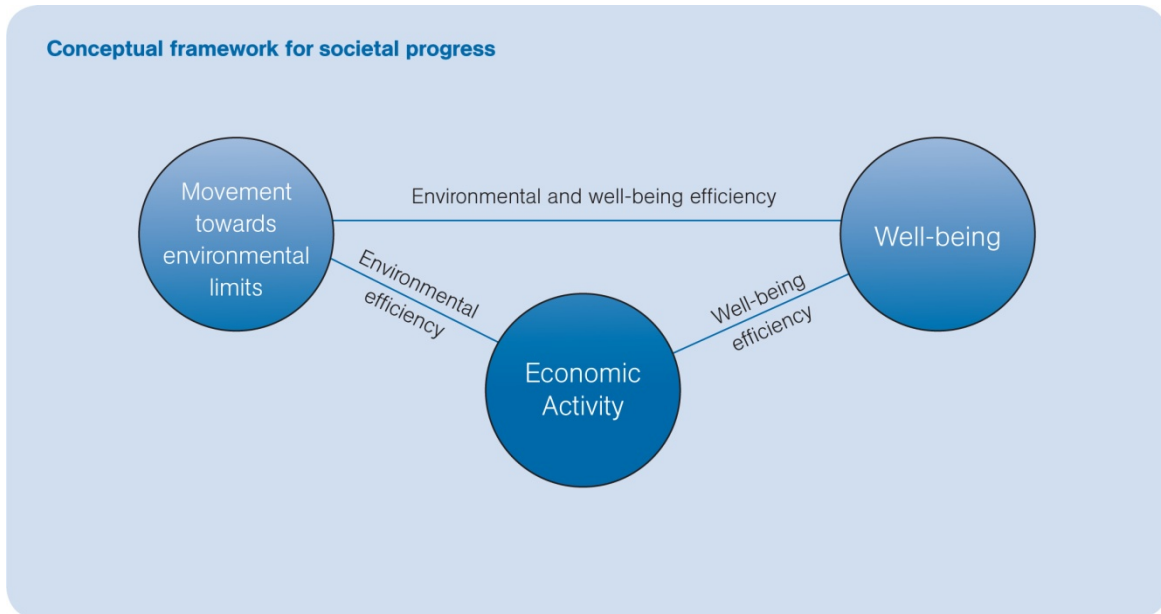 Conceptual framework for societal progress
Movement
towards
environmental
limits
Environmental and well-being efficiency
Well-being
Environmental
efficiency
Well-being
efficiency
Economic
Activity